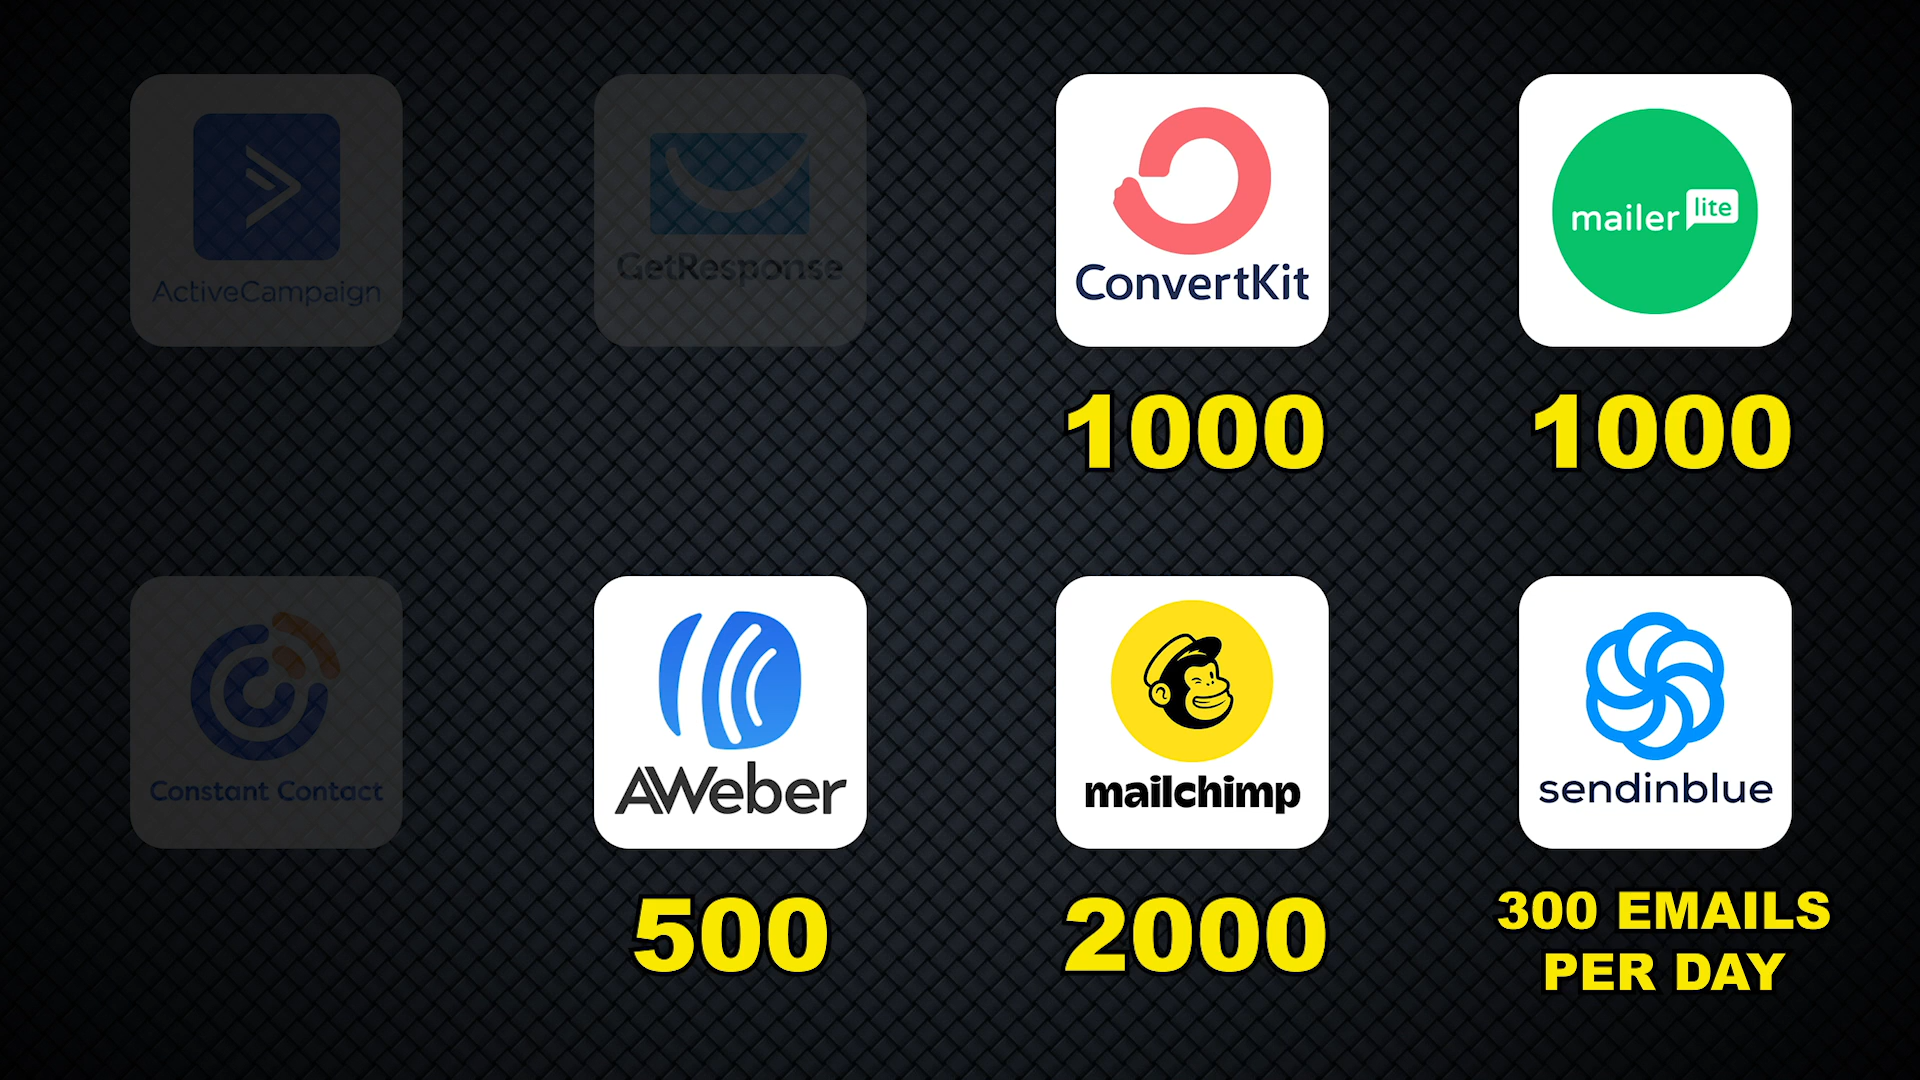 ActiveCampaign
GetResponse
ConvertKit
mailer lite
1000
1000
Constant Contact
AWeber
mailchimp
sendinblue
500
2000
300 EMAILS
PER DAY